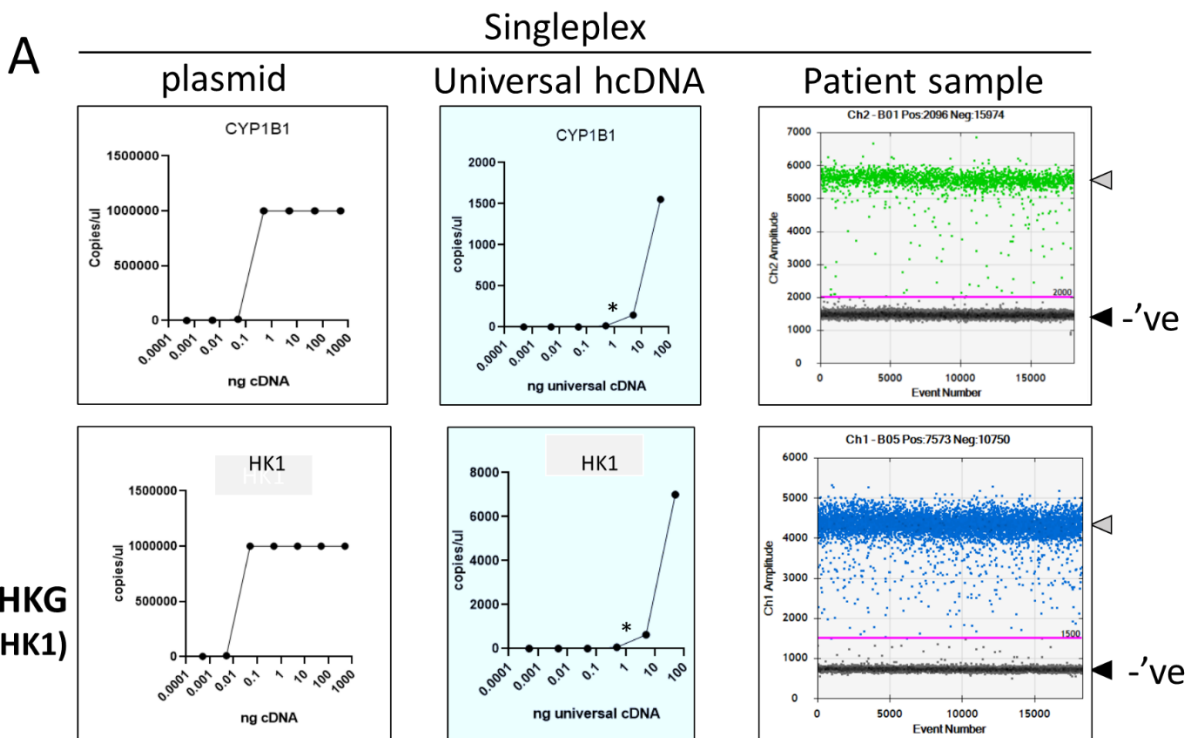 A
Singleplex
plasmid
Universal hcDNA
Patient sample
CYP1B1
1500000
1000000
500000
0
Copies/ul
0.0001
0.001
0.01
0.1
1
10
100
1000
ng cDNA
CYP1B1
2000
1500
1000
500
0
copies/ul
*
0.0001
0.001
0.01
0.1
1
10
100
ng universal cDNA
Ch2 - B01 Pos:2096 Neg:15974
7000
6000
5000
4000
3000
2000
1000
0
Ch2 Amplitude
2000
0
5000
10000
15000
Event Number
-'ve
HKG
HK1)
HK1
HK1
1500000
1000000
500000
0
copies/ul
0.0001
0.001
0.01
0.1
1
10
100
1000
ng cDNA
HK1
8000
6000
4000
2000
0
copies/ul
*
0.0001
0.001
0.01
0.1
1
10
100
ng universal cDNA
Ch1 - B05 Pos:7573 Neg:10750
6000
5000
4000
3000
2000
1000
0
Ch1 Amplitude
1500
0
5000
10000
15000
Event Number
-'ve